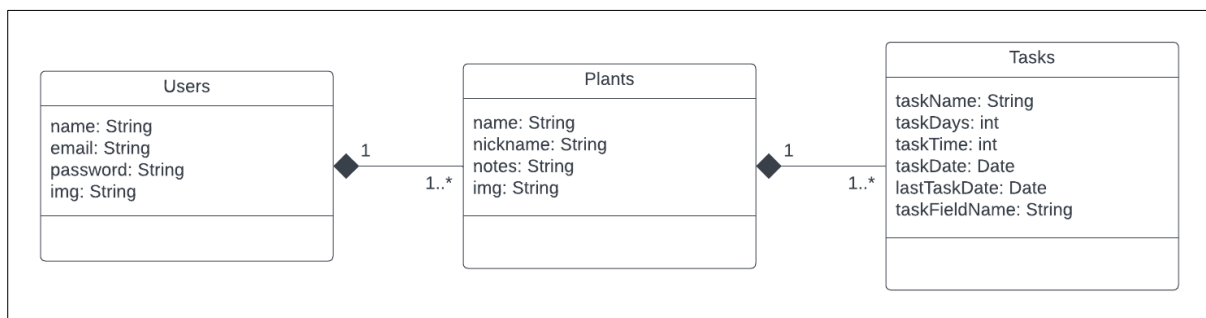 Users
name: String
email: String
password: String
img: String
1
1..*
Plants
name: String
nickname: String
notes: String
img: String
1
1..*
Tasks
taskName: String
taskDays: int
taskTime: int
taskDate: Date
lastTaskDate: Date
taskFieldName: String